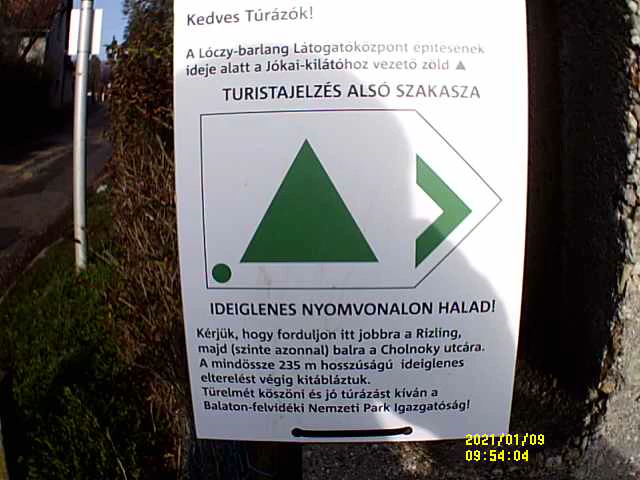 Kedves Túrázók!
A Lóczy-barlang Látogatóközpont építésének
ideje alatt a Jókai-kilátóhoz vezető zöld ▲
TURISTAJELZÉS ALSÓ SZAKASZA
IDEIGLENES NYOMVONALON HALAD!
Kérjük, hogy forduljon itt jobbra a Rizling,
majd (szinte azonnal) balra a Cholnoky utcára.
A mindössze 235 m hosszúságú ideiglenes
elterelést végig kitábláztuk.
Türelmét köszöni és jó túrázást kíván a
Balaton-felvidéki Nemzeti Park Igazgatóság!
2021/01/09
09:54:04